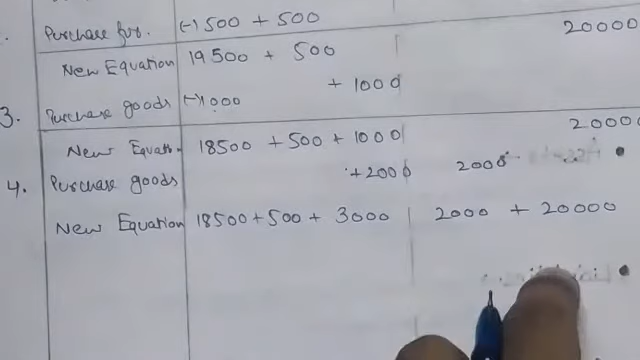 Purchase fur. (-) 500 + 500
20000
New Equation 19500 + 500
+ 1000
3. Purchase goods (-) 1000
New Equatn. 18500 + 500 + 1000 20000
4. Purchase goods + 2000 2000
New Equation 18500 + 500 + 3000 2000 + 20000